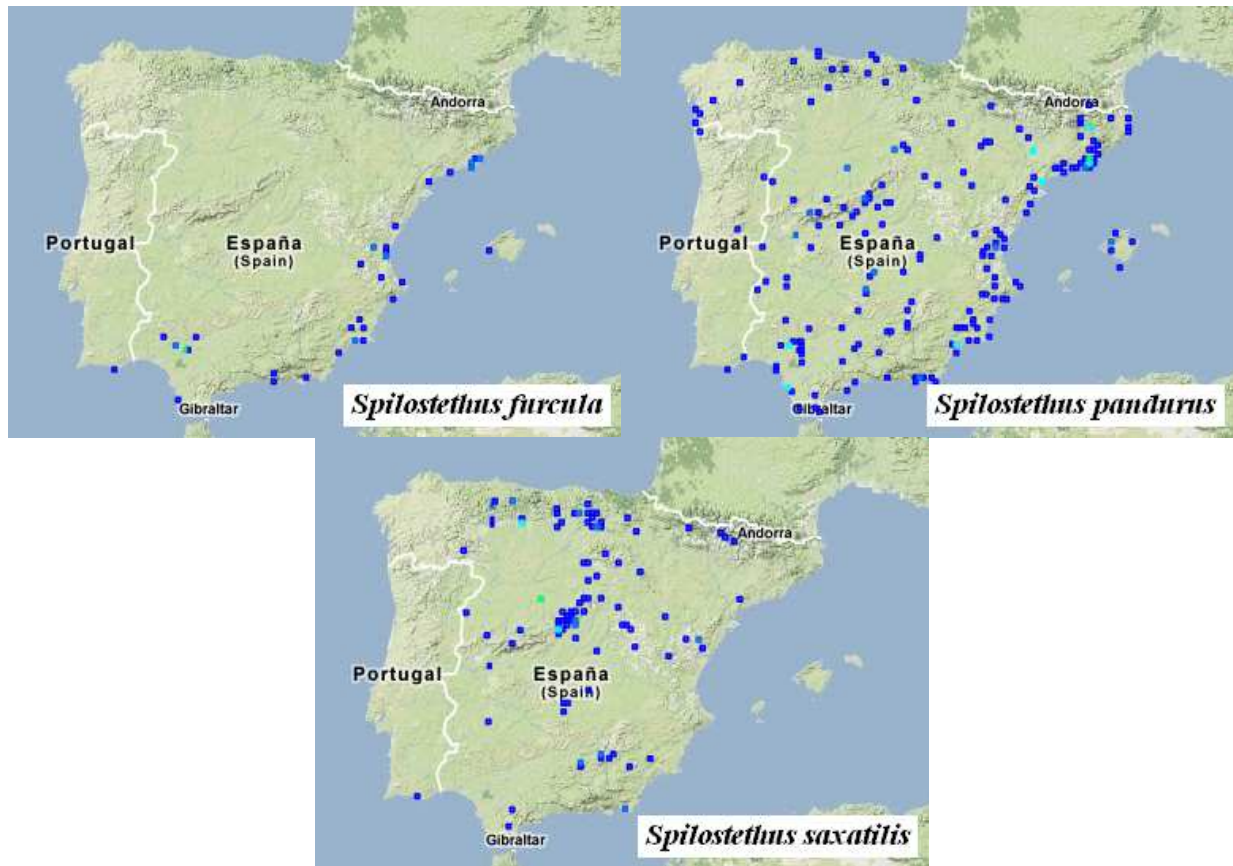 Andorra
Portugal
España
(Spain)
Gibraltar
Spilostethus furcula
Andorra
Portugal
España
(Spain)
Gibraltar
Spilostethus pandurus
Andorra
Portugal
España
(Spain)
Gibraltar
Spilostethus saxatilis